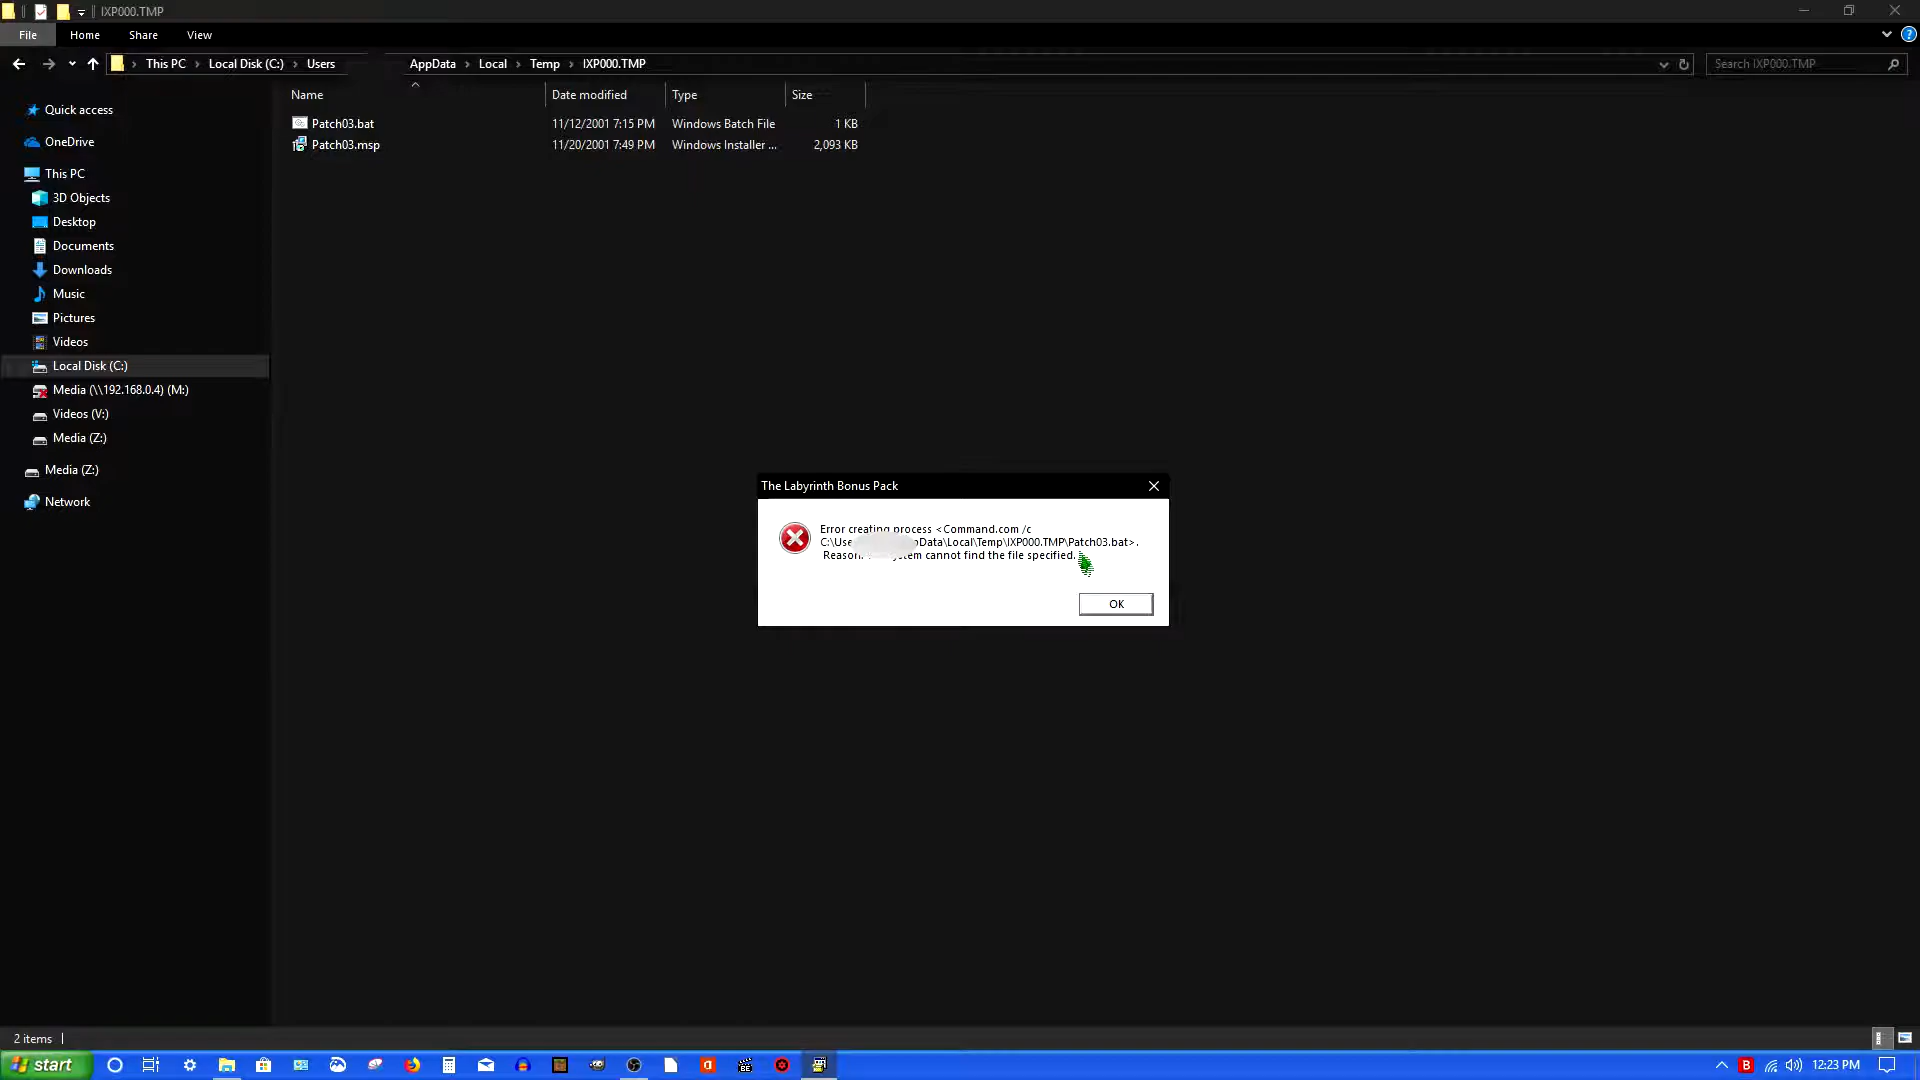 IXP000.TMP
File Home Share View
This PC Local Disk (C:) Users AppData Local Temp IXP000.TMP
Search IXP000.TMP
Name Date modified Type Size
Patch03.bat 11/12/2001 7:15 PM Windows Batch File 1 KB
Patch03.msp 11/20/2001 7:49 PM Windows Installer ... 2,093 KB
Quick access
OneDrive
This PC
3D Objects
Desktop
Documents
Downloads
Music
Pictures
Videos
Local Disk (C:)
Media (\\192.168.0.4) (M:)
Videos (V:)
Media (Z:)
Media (Z:)
Network
The Labyrinth Bonus Pack
Error creating process <Command.com /c
C:\Use pData\Local\Temp\IXP000.TMP\Patch03.bat>.
Reason: tem cannot find the file specified.
OK
2 items
start
12:23 PM